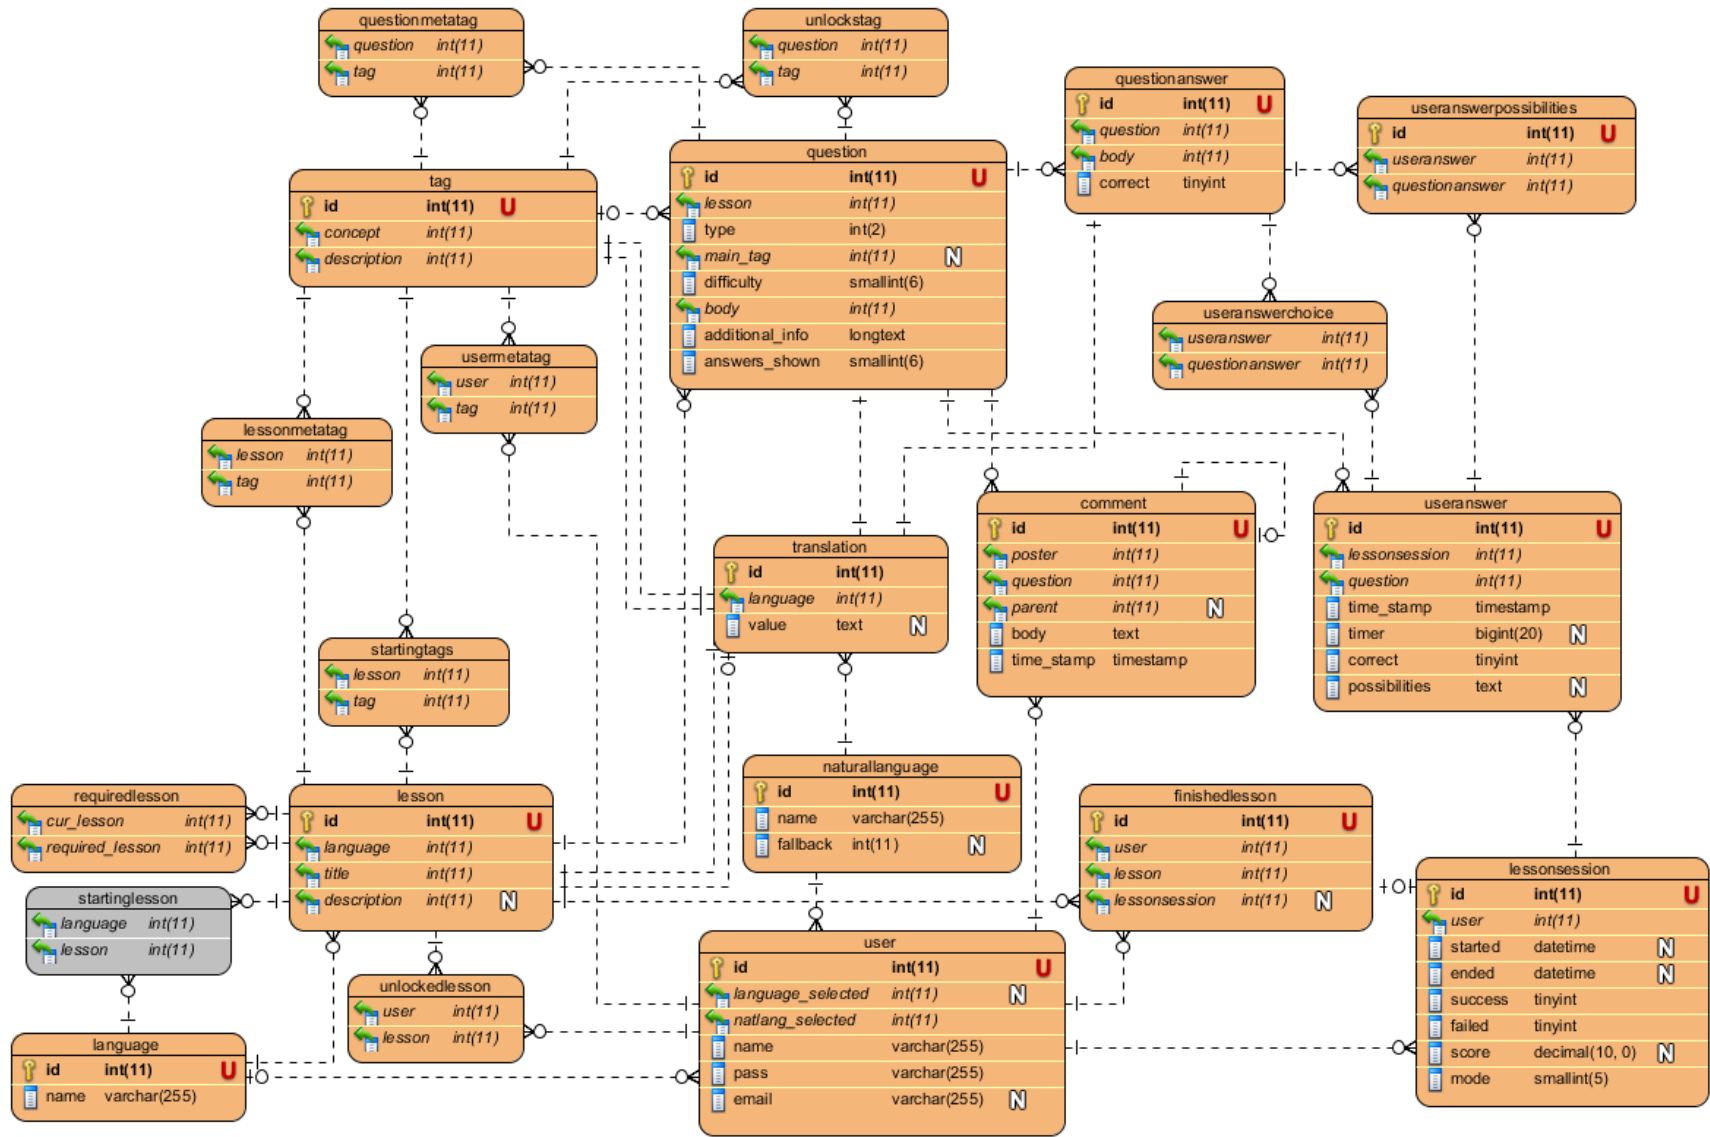 questionmetatag
question int(11)
tag int(11)
unlockstag
question int(11)
tag int(11)
questionanswer
id int(11) U
question int(11)
body int(11)
correct tinyint
useranswerpossibilities
id int(11) U
useranswer int(11)
questionanswer int(11)
tag
id int(11) U
concept int(11)
description int(11)
question
id int(11) U
lesson int(11)
type int(2)
main_tag int(11) N
difficulty smallint(6)
body int(11)
additional_info longtext
answers_shown smallint(6)
useranswerchoice
useranswer int(11)
questionanswer int(11)
usermetatag
user int(11)
tag int(11)
lessonmetatag
lesson int(11)
tag int(11)
translation
id int(11)
language int(11)
value text N
comment
id int(11) U
poster int(11)
question int(11)
parent int(11) N
body text
time_stamp timestamp
useranswer
id int(11) U
lessonsession int(11)
question int(11)
time_stamp timestamp
timer bigint(20) N
correct tinyint
possibilities text N
startingtags
lesson int(11)
tag int(11)
requiredlesson
cur_lesson int(11)
required_lesson int(11)
lesson
id int(11) U
language int(11)
title int(11)
description int(11) N
naturallanguage
id int(11) U
name varchar(255)
fallback int(11) N
finishedlesson
id int(11) U
user int(11)
lesson int(11)
lessonsession int(11) N
lessonsession
id int(11) U
user int(11)
started datetime N
ended datetime N
success tinyint
failed tinyint
score decimal(10, 0) N
mode smallint(5)
startinglesson
language int(11)
lesson int(11)
unlockedlesson
user int(11)
lesson int(11)
user
id int(11) U
language_selected int(11) N
natlang_selected int(11)
name varchar(255)
pass varchar(255)
email varchar(255) N
language
id int(11) U
name varchar(255)